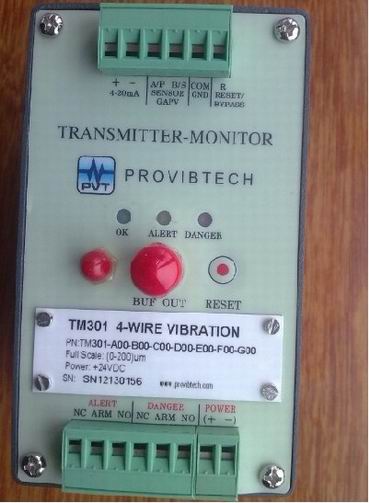 + - A/P B/S COM R
4-20mA SENSOR GND RESET/
GAPV BYPASS
TRANSMITTER-MONITOR
PVT PROVIBTECH
OK ALERT DANGER
BUF OUT RESET
TM301 4-WIRE VIBRATION
PN:TM301-A00-B00-C00-D00-E00-F00-G00
Full Scale: (0-200)um
Power: +24VDC
SN: SN12130156 www.provibtech.com
ALERT DANGER POWER
NC ARM NO NC ARM NO (+ -)